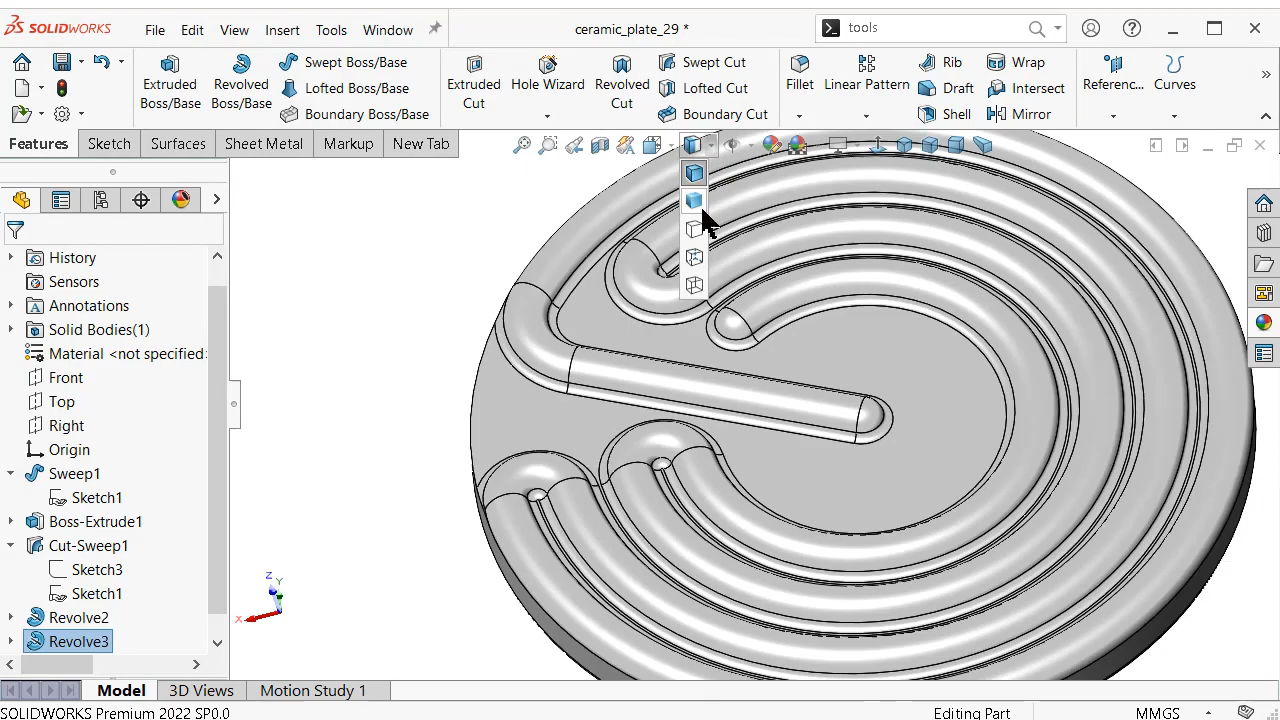 SOLIDWORKS File Edit View Insert Tools Window ceramic_plate_29 * tools
Extruded Boss/Base
Revolved Boss/Base
Swept Boss/Base
Lofted Boss/Base
Boundary Boss/Base
Extruded Cut
Hole Wizard
Revolved Cut
Swept Cut
Lofted Cut
Boundary Cut
Fillet
Linear Pattern
Rib
Draft
Shell
Wrap
Intersect
Mirror
Referenc...
Curves
Features Sketch Surfaces Sheet Metal Markup New Tab
History
Sensors
Annotations
Solid Bodies(1)
Material <not specified>
Front
Top
Right
Origin
Sweep1
Sketch1
Boss-Extrude1
Cut-Sweep1
Sketch3
Sketch1
Revolve2
Revolve3
Z Y
X
Model 3D Views Motion Study 1
SOLIDWORKS Premium 2022 SP0.0 Editing Part MMGS